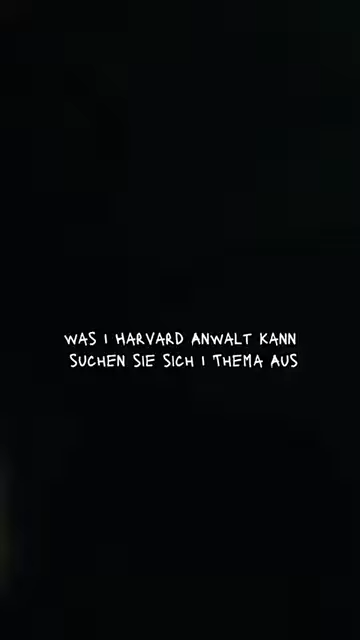 WAS 1 HARVARD ANWALT KANN
SUCHEN SIE SICH 1 THEMA AUS